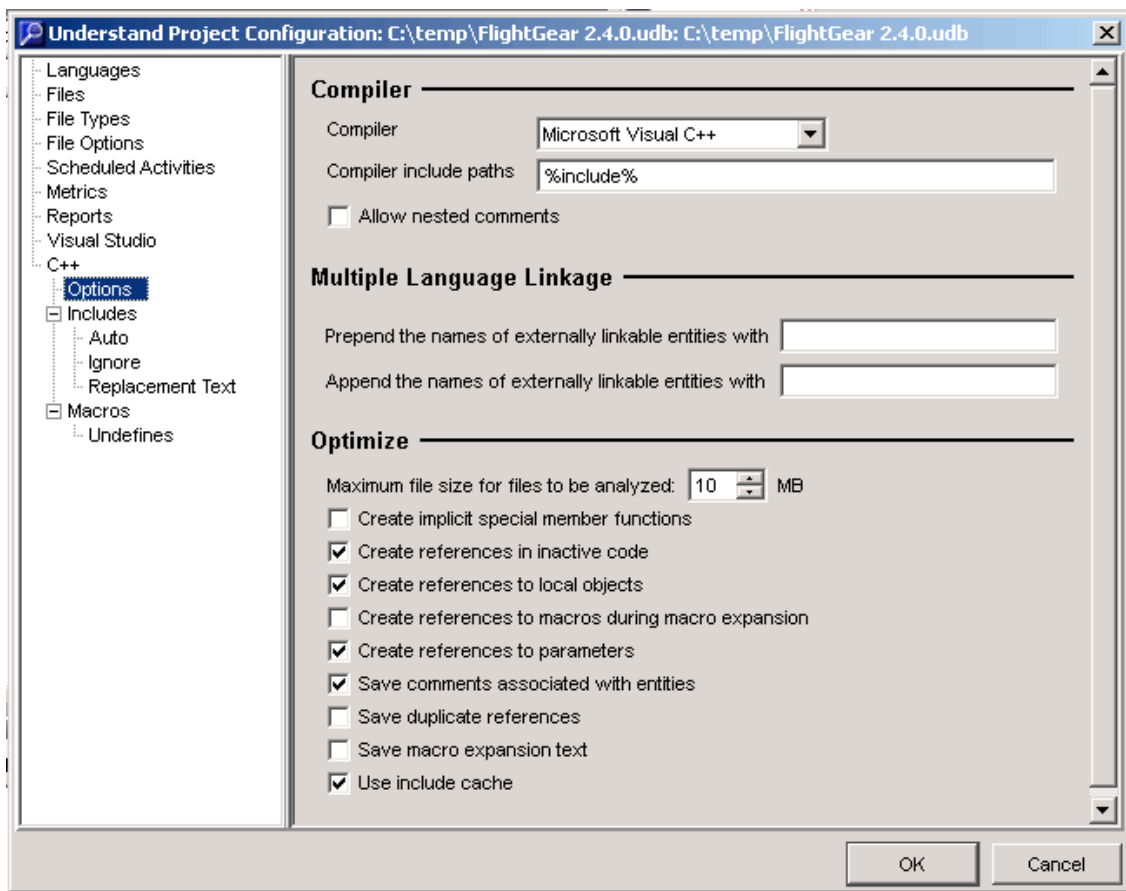 Understand Project Configuration: C:\temp\FlightGear 2.4.0.udb: C:\temp\FlightGear 2.4.0.udb
Languages
Files
File Types
File Options
Scheduled Activities
Metrics
Reports
Visual Studio
C++
Options
Includes
Auto
Ignore
Replacement Text
Macros
Undefines
Compiler
Compiler Microsoft Visual C++
Compiler include paths %include%
Allow nested comments
Multiple Language Linkage
Prepend the names of externally linkable entities with
Append the names of externally linkable entities with
Optimize
Maximum file size for files to be analyzed: 10 MB
Create implicit special member functions
Create references in inactive code
Create references to local objects
Create references to macros during macro expansion
Create references to parameters
Save comments associated with entities
Save duplicate references
Save macro expansion text
Use include cache
OK Cancel